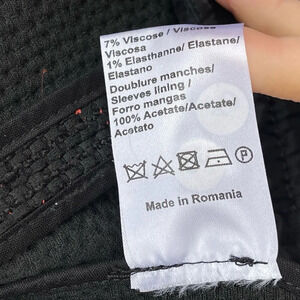 7% Viscose / Viscosa
Viscosa
1% Elasthanne/ Elastane/
Elastano
Doublure manches/
Sleeves lining /
Forro mangas
100% Acetate/Acetate/
Acetato
P
Made in Romania